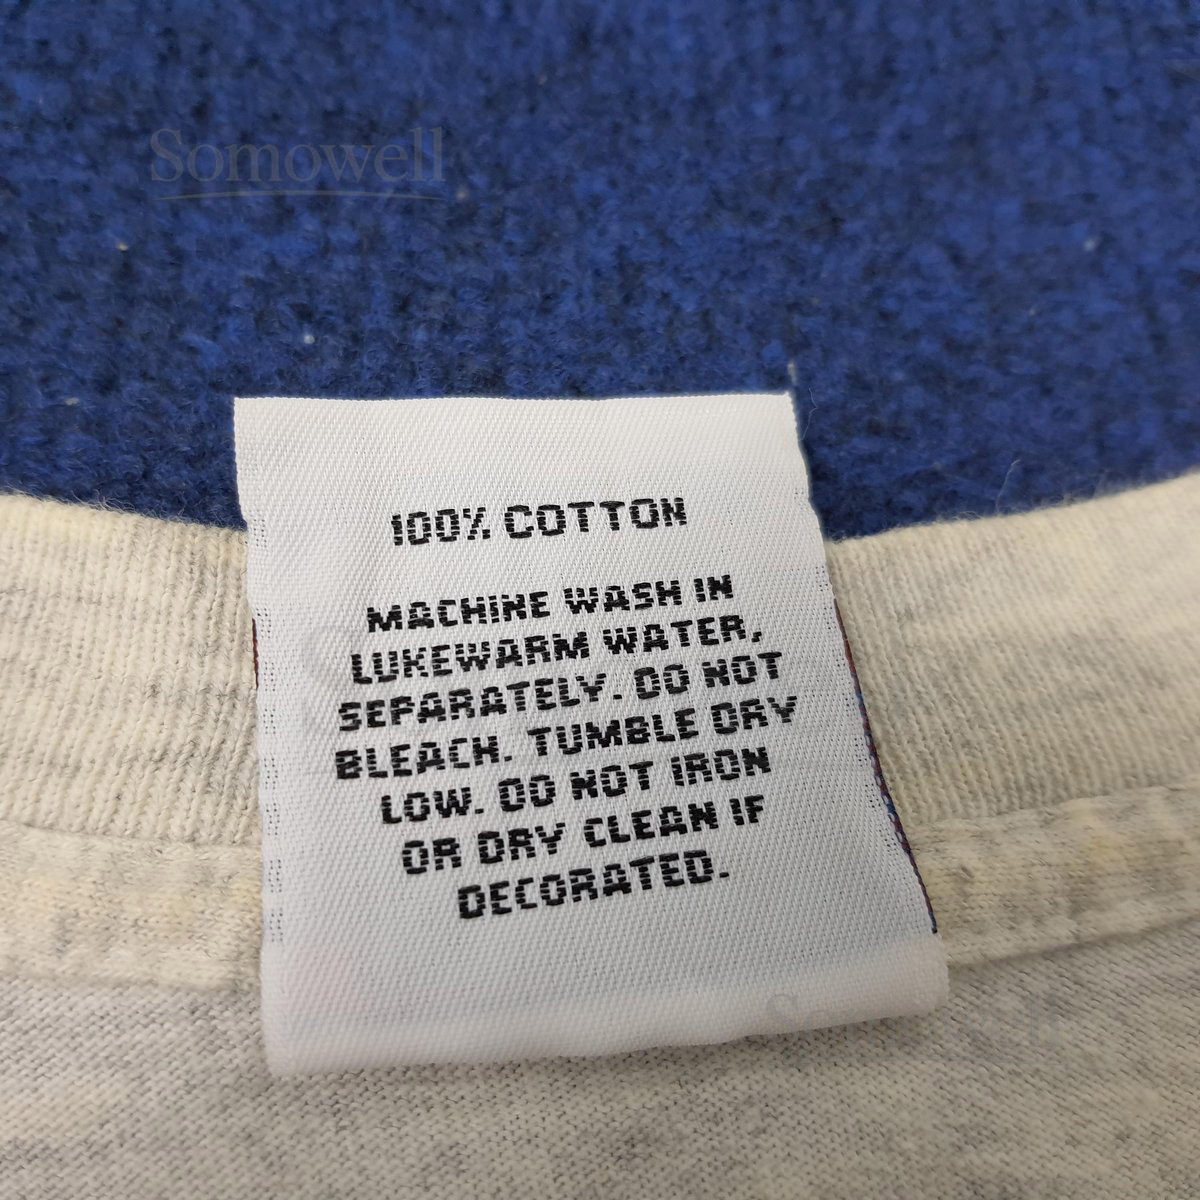 Somowell
100% COTTON
MACHINE WASH IN
LUKEWARM WATER,
SEPARATELY. DO NOT
BLEACH. TUMBLE DRY
LOW. DO NOT IRON
OR DRY CLEAN IF
DECORATED.